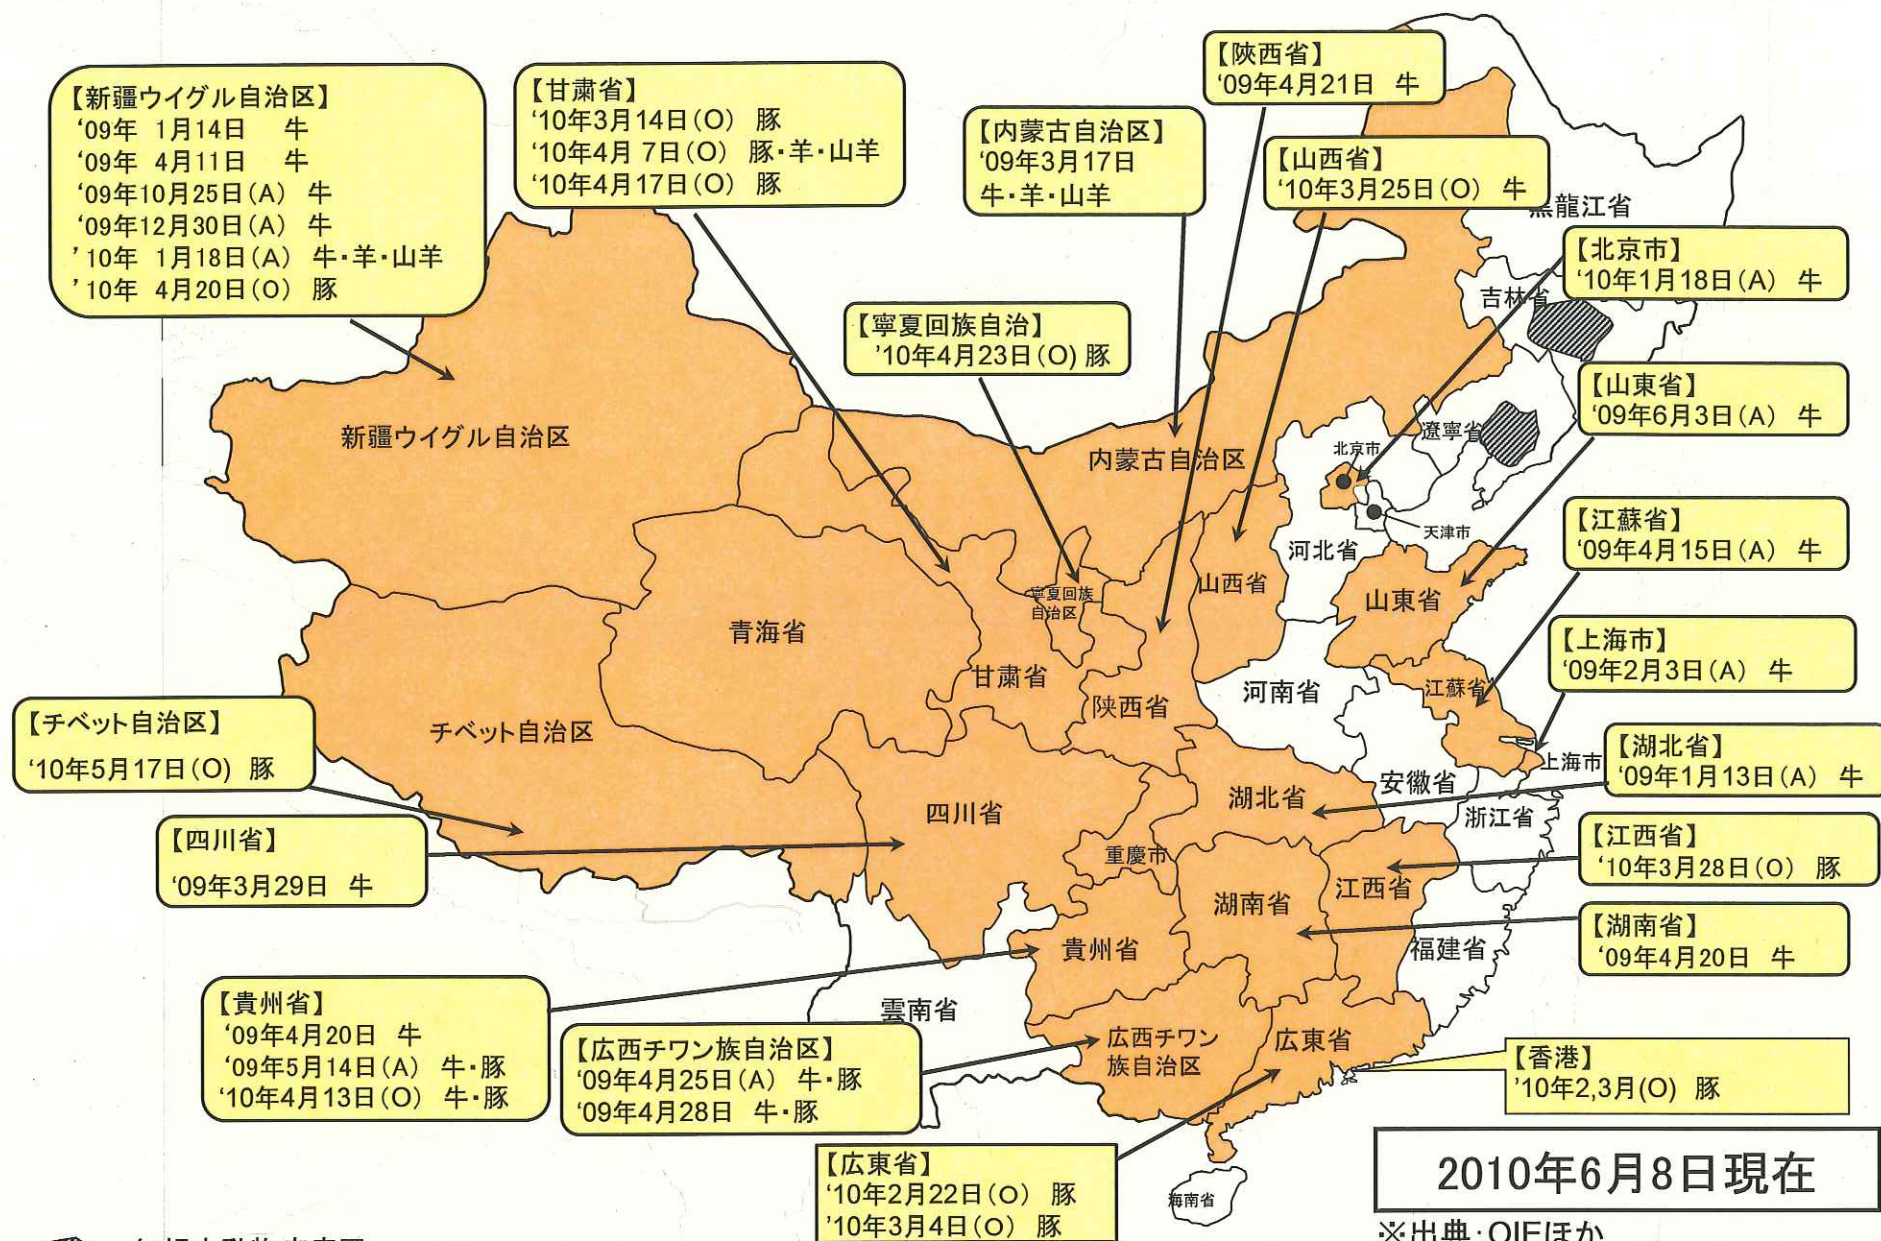 【新疆ウイグル自治区】
‘09年 1月14日 牛
‘09年 4月11日 牛
‘09年10月25日(A) 牛
‘09年12月30日(A) 牛
’10年 1月18日(A) 牛・羊・山羊
’10年 4月20日(O) 豚
【甘粛省】
‘10年3月14日(O) 豚
‘10年4月 7日(O) 豚・羊・山羊
‘10年4月17日(O) 豚
【内蒙古自治区】
‘09年3月17日
牛・羊・山羊
【陝西省】
‘09年4月21日 牛
【山西省】
‘10年3月25日(O) 牛
黒龍江省
【北京市】
‘10年1月18日(A) 牛
吉林省
【寧夏回族自治】
’10年4月23日(O) 豚
【山東省】
‘09年6月3日(A) 牛
遼寧省
北京市
新疆ウイグル自治区
内蒙古自治区
天津市
河北省
【江蘇省】
‘09年4月15日(A) 牛
山西省
山東省
寧夏回族
自治区
青海省
甘粛省
陝西省
河南省
江蘇省
【上海市】
‘09年2月3日(A) 牛
【チベット自治区】
‘10年5月17日(O) 豚
チベット自治区
上海市
【湖北省】
‘09年1月13日(A) 牛
安徽省
湖北省
四川省
浙江省
【四川省】
‘09年3月29日 牛
重慶市
【江西省】
‘10年3月28日(O) 豚
江西省
湖南省
【湖南省】
‘09年4月20日 牛
貴州省
福建省
【貴州省】
‘09年4月20日 牛
‘09年5月14日(A) 牛・豚
‘10年4月13日(O) 牛・豚
雲南省
【広西チワン族自治区】
‘09年4月25日(A) 牛・豚
‘09年4月28日 牛・豚
広西チワン
族自治区
広東省
【香港】
’10年2,3月(O) 豚
【広東省】
‘10年2月22日(O) 豚
’10年3月4日(O) 豚
海南省
2010年6月8日現在
※出典:OIEほか